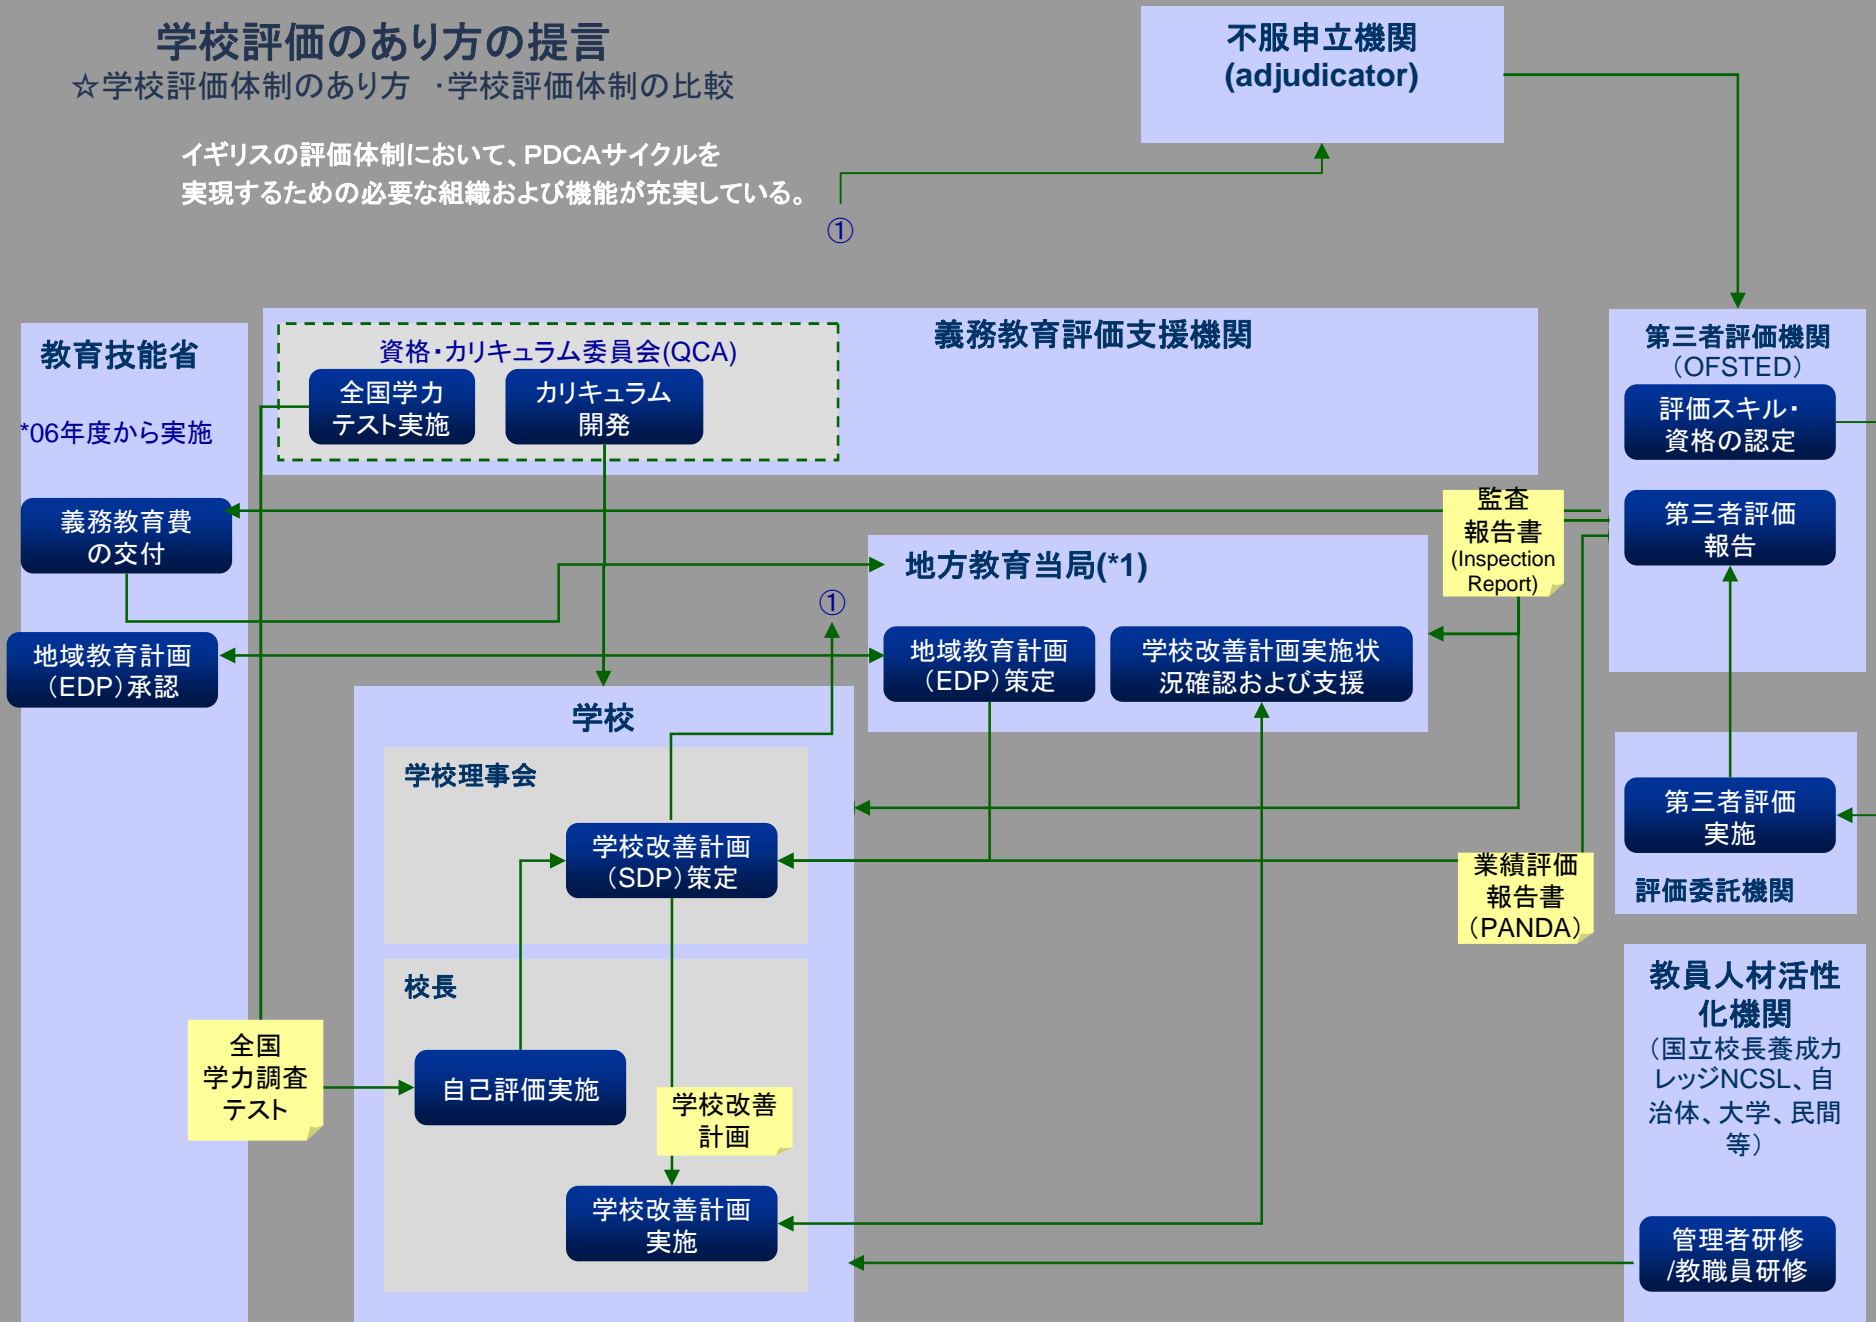 学校評価のあり方の提言
☆学校評価体制のあり方　・学校評価体制の比較
イギリスの評価体制において、PDCAサイクルを
実現するための必要な組織および機能が充実している。
①
不服申立機関
(adjudicator)
教育技能省
*06年度から実施
義務教育費
の交付
地域教育計画
（EDP）承認
義務教育評価支援機関
資格・カリキュラム委員会(QCA)
全国学力
テスト実施
カリキュラム
開発
第三者評価機関
（OFSTED）
評価スキル・
資格の認定
第三者評価
報告
監査
報告書
(Inspection
Report)
地方教育当局(*1)
①
地域教育計画
（EDP）策定
学校改善計画実施状
況確認および支援
学校
学校理事会
学校改善計画
（SDP）策定
第三者評価
実施
評価委託機関
業績評価
報告書
（PANDA）
校長
全国
学力調査
テスト
自己評価実施
学校改善
計画
学校改善計画
実施
教員人材活性
化機関
（国立校長養成カ
レッジNCSL、自
治体、大学、民間
等）
管理者研修
/教職員研修